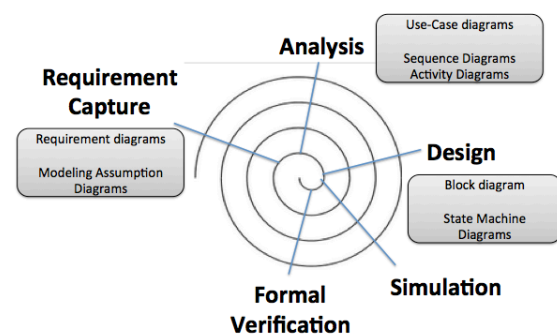 Use-Case diagrams
Sequence Diagrams
Activity Diagrams
Analysis
Requirement
Capture
Requirement diagrams
Modeling Assumption
Diagrams
Design
Block diagram
State Machine
Diagrams
Simulation
Formal
Verification